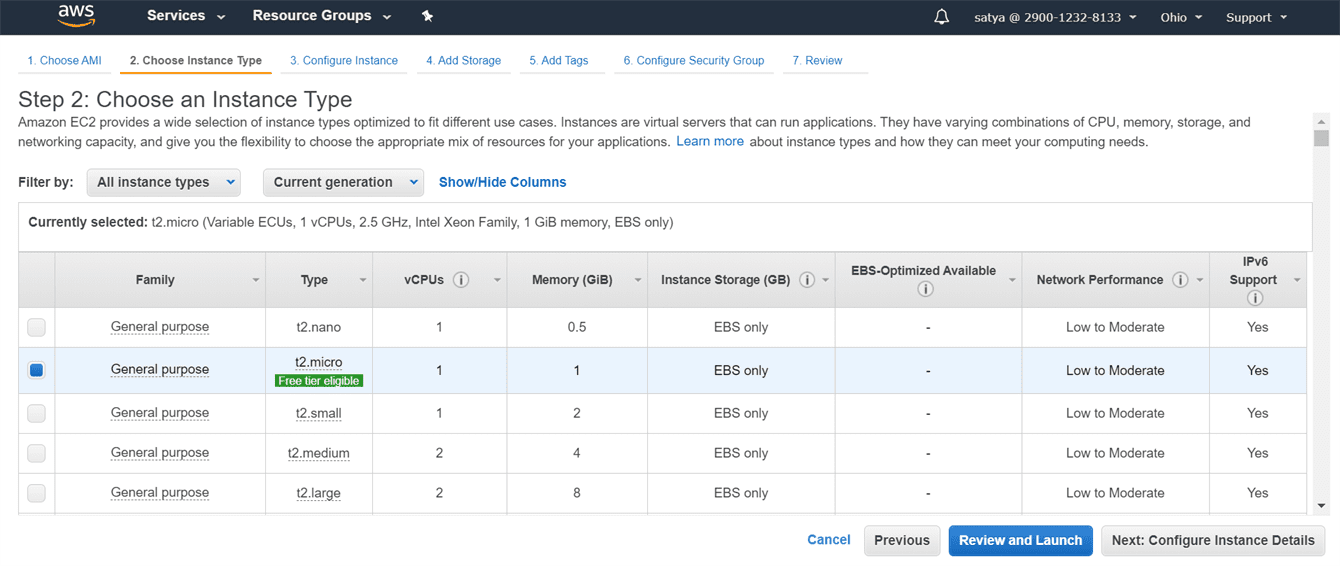 aws Services Resource Groups satya @ 2900-1232-8133 Ohio Support
1. Choose AMI 2. Choose Instance Type 3. Configure Instance 4. Add Storage 5. Add Tags 6. Configure Security Group 7. Review
Step 2: Choose an Instance Type
Amazon EC2 provides a wide selection of instance types optimized to fit different use cases. Instances are virtual servers that can run applications. They have varying combinations of CPU, memory, storage, and
networking capacity, and give you the flexibility to choose the appropriate mix of resources for your applications. Learn more about instance types and how they can meet your computing needs.
Filter by: All instance types Current generation Show/Hide Columns
Currently selected: t2.micro (Variable ECUs, 1 vCPUs, 2.5 GHz, Intel Xeon Family, 1 GiB memory, EBS only)
Family Type vCPUs i Memory (GiB) Instance Storage (GB) i EBS-Optimized Available i Network Performance i IPv6 Support i
General purpose t2.nano 1 0.5 EBS only - Low to Moderate Yes
General purpose t2.micro Free tier eligible 1 1 EBS only - Low to Moderate Yes
General purpose t2.small 1 2 EBS only - Low to Moderate Yes
General purpose t2.medium 2 4 EBS only - Low to Moderate Yes
General purpose t2.large 2 8 EBS only - Low to Moderate Yes
Cancel Previous Review and Launch Next: Configure Instance Details